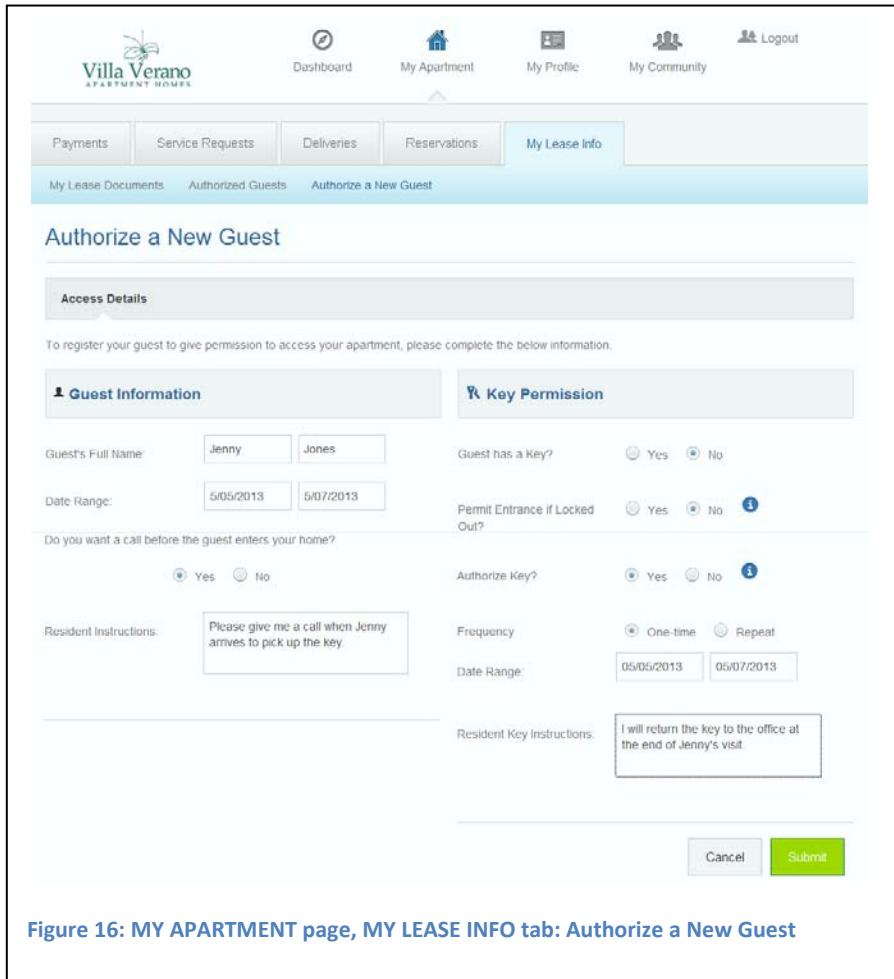 Villa Verano
APARTMENT HOMES
Dashboard
My Apartment
My Profile
My Community
Logout
Payments
Service Requests
Deliveries
Reservations
My Lease Info
My Lease Documents
Authorized Guests
Authorize a New Guest
Authorize a New Guest
Access Details
To register your guest to give permission to access your apartment, please complete the below information.
Guest Information
Guest's Full Name:
Jenny
Jones
Date Range:
5/05/2013
5/07/2013
Do you want a call before the guest enters your home?
Yes
No
Resident Instructions:
Please give me a call when Jenny
arrives to pick up the key.
Key Permission
Guest has a Key?
Yes
No
Permit Entrance if Locked
Out?
Yes
No
Authorize Key?
Yes
No
Frequency
One-time
Repeat
Date Range:
05/05/2013
05/07/2013
Resident Key Instructions:
I will return the key to the office at
the end of Jenny's visit.
Cancel
Submit
Figure 16: MY APARTMENT page, MY LEASE INFO tab: Authorize a New Guest